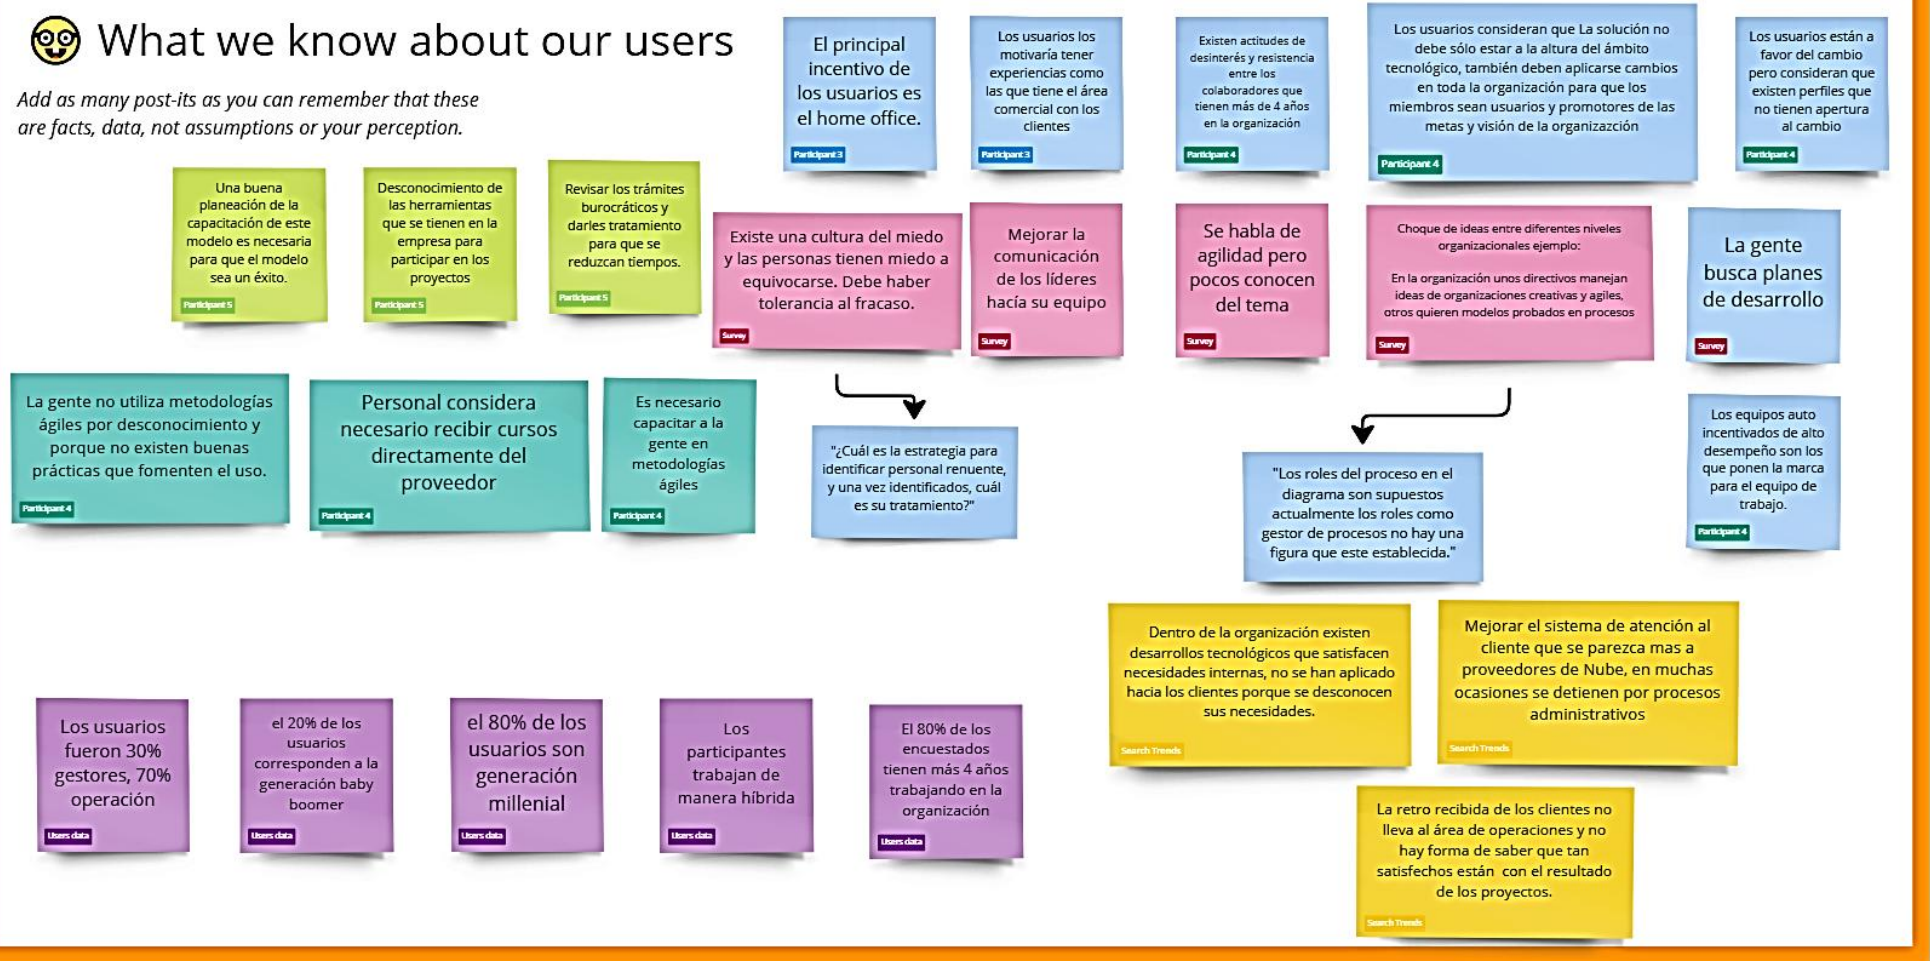 What we know about our users
Add as many post-its as you can remember that these
are facts, data, not assumptions or your perception.
El principal
incentivo de
los usuarios es
el home office.
Participant 3
Los usuarios los
motivaría tener
experiencias como
las que tiene el área
comercial con los
clientes
Participant 3
Existen actitudes de
desinterés y resistencia
entre los
colaboradores que
tienen más de 4 años
en la organización
Participant 4
Los usuarios consideran que La solución no
debe sólo estar a la altura del ámbito
tecnológico, también deben aplicarse cambios
en toda la organización para que los
miembros sean usuarios y promotores de las
metas y visión de la organizazción
Participant 4
Los usuarios están a
favor del cambio
pero consideran que
existen perfiles que
no tienen apertura
al cambio
Participant 4
Una buena
planeación de la
capacitación de este
modelo es necesaria
para que el modelo
sea un éxito.
Participant 5
Desconocimiento de
las herramientas
que se tienen en la
empresa para
participar en los
proyectos
Participant 5
Revisar los trámites
burocráticos y
darles tratamiento
para que se
reduzcan tiempos.
Participant 5
Existe una cultura del miedo
y las personas tienen miedo a
equivocarse. Debe haber
tolerancia al fracaso.
Survey
Mejorar la
comunicación
de los líderes
hacía su equipo
Survey
Se habla de
agilidad pero
pocos conocen
del tema
Survey
Choque de ideas entre diferentes niveles
organizacionales ejemplo:
En la organización unos directivos manejan
ideas de organizaciones creativas y agiles,
otros quieren modelos probados en procesos
Survey
La gente
busca planes
de desarrollo
Survey
La gente no utiliza metodologías
ágiles por desconocimiento y
porque no existen buenas
prácticas que fomenten el uso.
Participant 4
Personal considera
necesario recibir cursos
directamente del
proveedor
Participant 4
Es necesario
capacitar a la
gente en
metodologías
ágiles
Participant 4
"¿Cuál es la estrategia para
identificar personal renuente,
y una vez identificados, cuál
es su tratamiento?"
"Los roles del proceso en el
diagrama son supuestos
actualmente los roles como
gestor de procesos no hay una
figura que este establecida."
Los equipos auto
incentivados de alto
desempeño son los
que ponen la marca
para el equipo de
trabajo.
Participant 4
Dentro de la organización existen
desarrollos tecnológicos que satisfacen
necesidades internas, no se han aplicado
hacia los clientes porque se desconocen
sus necesidades.
Search Trends
Mejorar el sistema de atención al
cliente que se parezca mas a
proveedores de Nube, en muchas
ocasiones se detienen por procesos
administrativos
Search Trends
Los usuarios
fueron 30%
gestores, 70%
operación
Users data
el 20% de los
usuarios
corresponden a la
generación baby
boomer
Users data
el 80% de los
usuarios son
generación
millenial
Users data
Los
participantes
trabajan de
manera híbrida
Users data
El 80% de los
encuestados
tienen más 4 años
trabajando en la
organización
Users data
La retro recibida de los clientes no
lleva al área de operaciones y no
hay forma de saber que tan
satisfechos están con el resultado
de los proyectos.
Search Trends